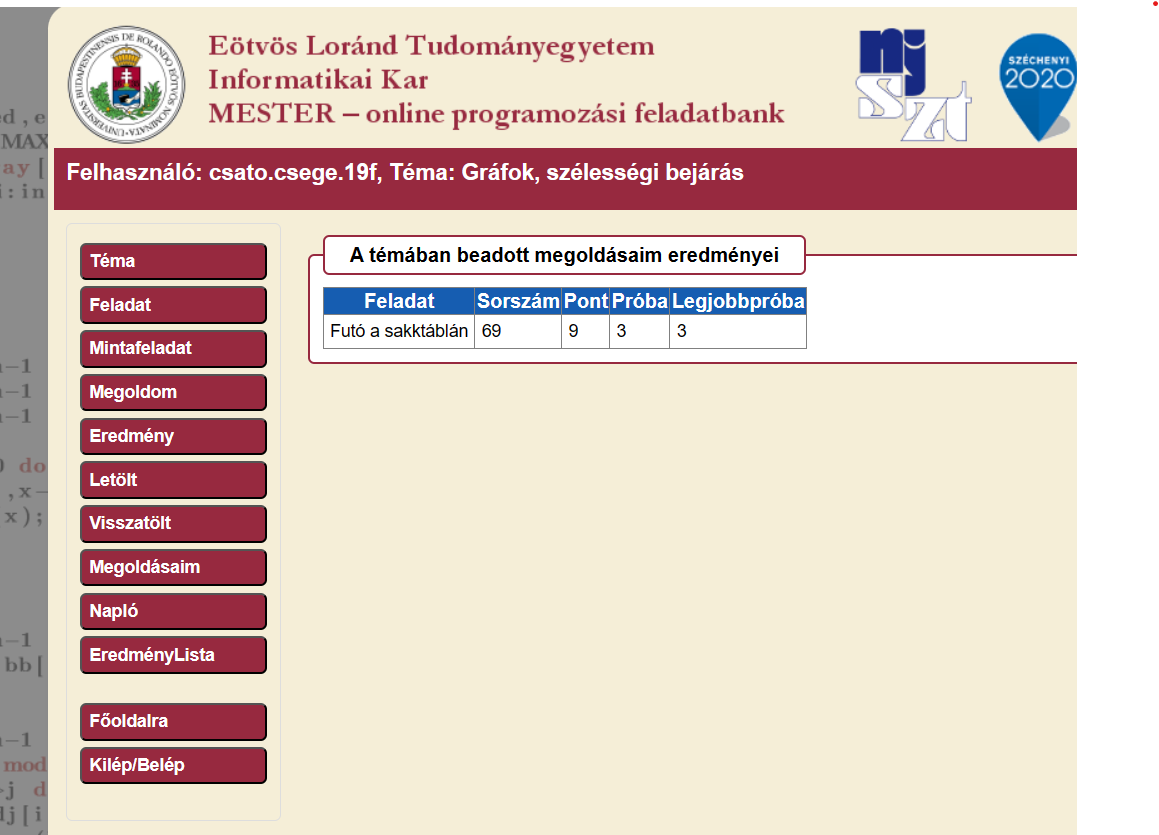 Eötvös Loránd Tudományegyetem
Informatikai Kar
MESTER – online programozási feladatbank
SZÉCHENYI
2020
Felhasználó: csato.csege.19f, Téma: Gráfok, szélességi bejárás
Téma
Feladat
Mintafeladat
Megoldom
Eredmény
Letölt
Visszatölt
Megoldásaim
Napló
EredményLista
Főoldalra
Kilép/Belép
A témában beadott megoldásaim eredményei
Feladat Sorszám Pont Próba Legjobbpróba
Futó a sakktáblán 69 9 3 3